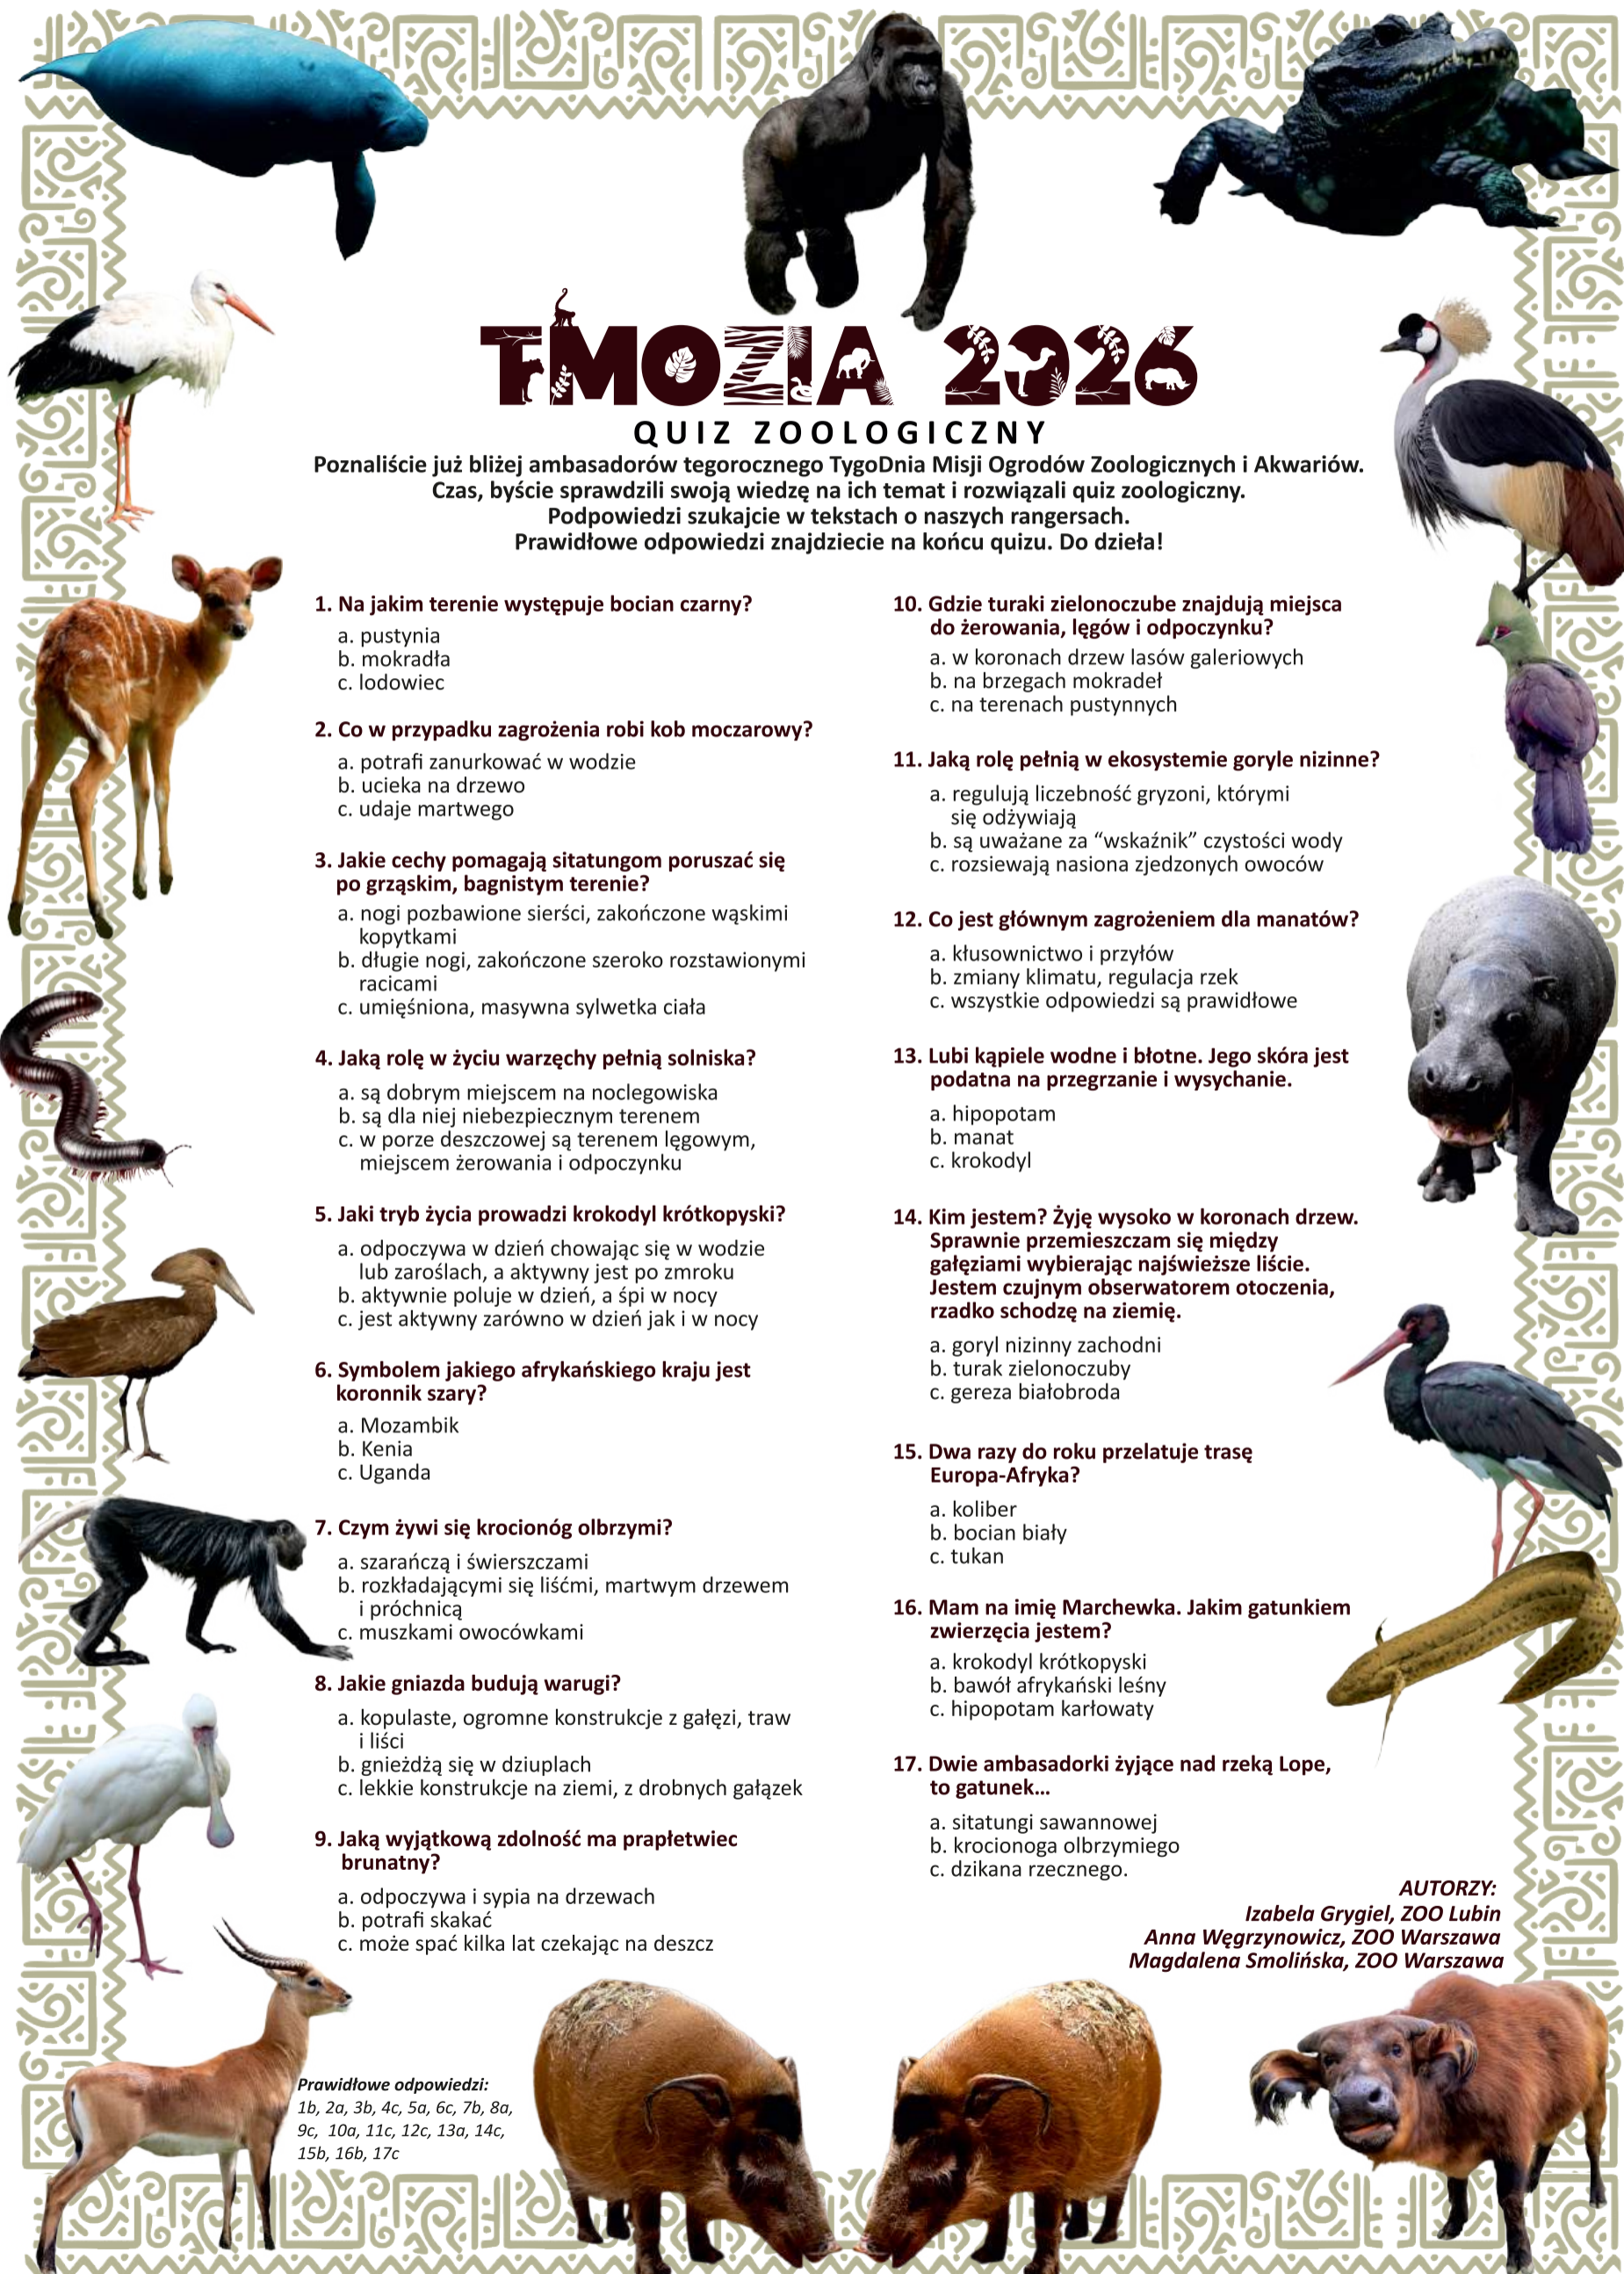 TMOZIA 2026
QUIZ ZOOLOGICZNY
Poznaliście już bliżej ambasadorów tegorocznego TygoDnia Misji Ogrodów Zoologicznych i Akwariów.
Czas, byście sprawdzili swoją wiedzę na ich temat i rozwiązali quiz zoologiczny.
Podpowiedzi szukajcie w tekstach o naszych rangersach.
Prawidłowe odpowiedzi znajdziecie na końcu quizu. Do dzieła!
1. Na jakim terenie występuje bocian czarny?
a. pustynia
b. mokradła
c. lodowiec
2. Co w przypadku zagrożenia robi kob moczarowy?
a. potrafi zanurkować w wodzie
b. ucieka na drzewo
c. udaje martwego
3. Jakie cechy pomagają sitatungom poruszać się
po grząskim, bagnistym terenie?
a. nogi pozbawione sierści, zakończone wąskimi
kopytkami
b. długie nogi, zakończone szeroko rozstawionymi
racicami
c. umięśniona, masywna sylwetka ciała
4. Jaką rolę w życiu warzęchy pełnią solniska?
a. są dobrym miejscem na noclegowiska
b. są dla niej niebezpiecznym terenem
c. w porze deszczowej są terenem lęgowym,
miejscem żerowania i odpoczynku
5. Jaki tryb życia prowadzi krokodyl krótkopyski?
a. odpoczywa w dzień chowając się w wodzie
lub zaroślach, a aktywny jest po zmroku
b. aktywnie poluje w dzień, a śpi w nocy
c. jest aktywny zarówno w dzień jak i w nocy
6. Symbolem jakiego afrykańskiego kraju jest
koronnik szary?
a. Mozambik
b. Kenia
c. Uganda
7. Czym żywi się krocionóg olbrzymi?
a. szarańczą i świerszczami
b. rozkładającymi się liśćmi, martwym drzewem
i próchnicą
c. muszkami owocówkami
8. Jakie gniazda budują warugi?
a. kopulaste, ogromne konstrukcje z gałęzi, traw
i liści
b. gnieżdżą się w dziuplach
c. lekkie konstrukcje na ziemi, z drobnych gałązek
9. Jaką wyjątkową zdolność ma prapłetwiec
brunatny?
a. odpoczywa i sypia na drzewach
b. potrafi skakać
c. może spać kilka lat czekając na deszcz
10. Gdzie turaki zielonoczube znajdują miejsca
do żerowania, lęgów i odpoczynku?
a. w koronach drzew lasów galeriowych
b. na brzegach mokradeł
c. na terenach pustynnych
11. Jaką rolę pełnią w ekosystemie goryle nizinne?
a. regulują liczebność gryzoni, którymi
się odżywiają
b. są uważane za “wskaźnik” czystości wody
c. rozsiewają nasiona zjedzonych owoców
12. Co jest głównym zagrożeniem dla manatów?
a. kłusownictwo i przyłów
b. zmiany klimatu, regulacja rzek
c. wszystkie odpowiedzi są prawidłowe
13. Lubi kąpiele wodne i błotne. Jego skóra jest
podatna na przegrzanie i wysychanie.
a. hipopotam
b. manat
c. krokodyl
14. Kim jestem? Żyję wysoko w koronach drzew.
Sprawnie przemieszczam się między
gałęziami wybierając najświeższe liście.
Jestem czujnym obserwatorem otoczenia,
rzadko schodzę na ziemię.
a. goryl nizinny zachodni
b. turak zielonoczuby
c. gereza białobroda
15. Dwa razy do roku przelatuje trasę
Europa-Afryka?
a. koliber
b. bocian biały
c. tukan
16. Mam na imię Marchewka. Jakim gatunkiem
zwierzęcia jestem?
a. krokodyl krótkopyski
b. bawół afrykański leśny
c. hipopotam karłowaty
17. Dwie ambasadorki żyjące nad rzeką Lope,
to gatunek...
a. sitatungi sawannowej
b. krocionoga olbrzymiego
c. dzikana rzecznego.
AUTORZY:
Izabela Grygiel, ZOO Lubin
Anna Węgrzynowicz, ZOO Warszawa
Magdalena Smolińska, ZOO Warszawa
Prawidłowe odpowiedzi:
1b, 2a, 3b, 4c, 5a, 6c, 7b, 8a,
9c, 10a, 11c, 12c, 13a, 14c,
15b, 16b, 17c